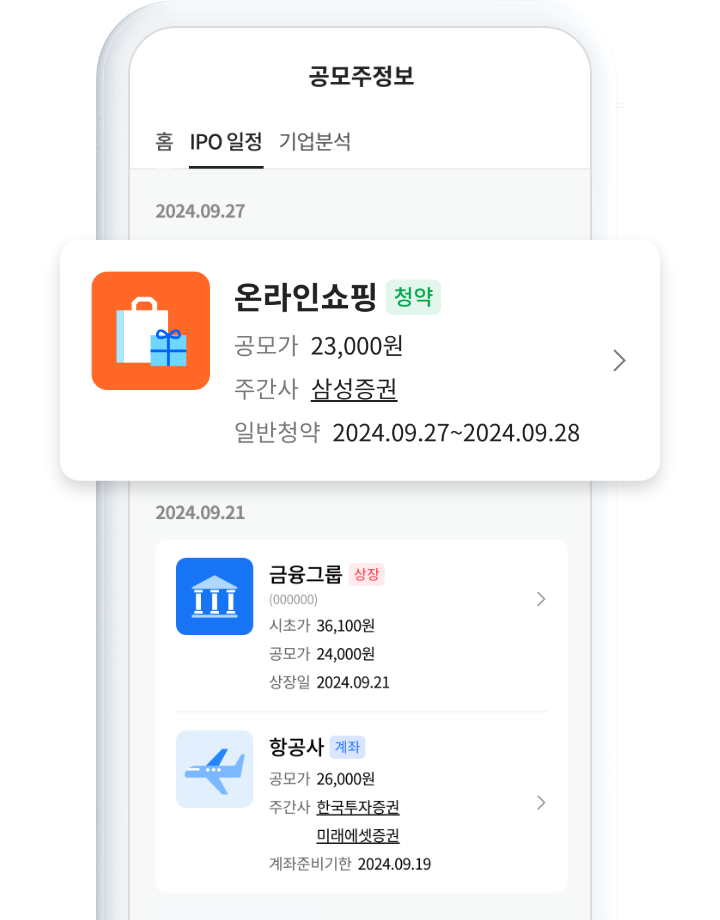 공모주정보
홈 IPO 일정 기업분석
2024.09.27
온라인쇼핑 청약
공모가 23,000원
주간사 삼성증권
일반청약 2024.09.27~2024.09.28
2024.09.21
금융그룹 상장
(000000)
시초가 36,100원
공모가 24,000원
상장일 2024.09.21
항공사 계좌
공모가 26,000원
주간사 한국투자증권
미래에셋증권
계좌준비기한 2024.09.19